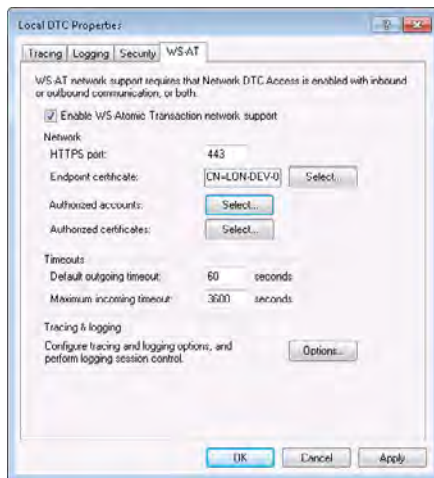 Local DTC Properties
Tracing Logging Security WS-AT
WS-AT network support requires that Network DTC Access is enabled with inbound
or outbound communication, or both.
Enable WS-Atomic Transaction network support
Network
HTTPS port: 443
Endpoint certificate: CN=LON-DEV-0 Select...
Authorized accounts: Select...
Authorized certificates: Select...
Timeouts
Default outgoing timeout: 60 seconds
Maximum incoming timeout: 3600 seconds
Tracing & logging
Configure tracing and logging options, and
perform logging session control.
Options...
OK Cancel Apply